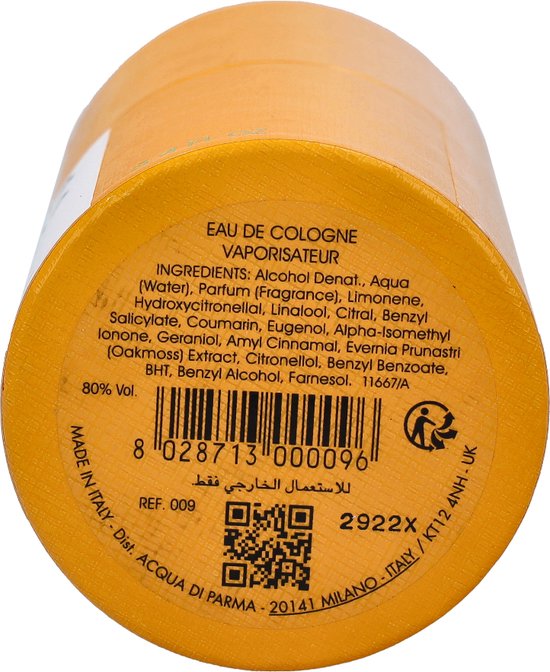 EAU DE COLOGNE
VAPORISATEUR
INGREDIENTS: Alcohol Denat., Aqua
(Water), Parfum (Fragrance), Limonene,
Hydroxycitronellal, Linalool, Citral, Benzyl
Salicylate, Coumarin, Eugenol, Alpha-Isomethyl
Ionone, Geraniol, Amyl Cinnamal, Evernia Prunastri
(Oakmoss) Extract, Citronellol, Benzyl Benzoate,
BHT, Benzyl Alcohol, Farnesol. 11667/A
80% Vol.
8 028713 000096
للاستعمال الخارجي فقط
REF. 009
2922X
MADE IN ITALY - Dist. ACQUA DI PARMA - 20141 MILANO - ITALY / KT12 4NH - UK